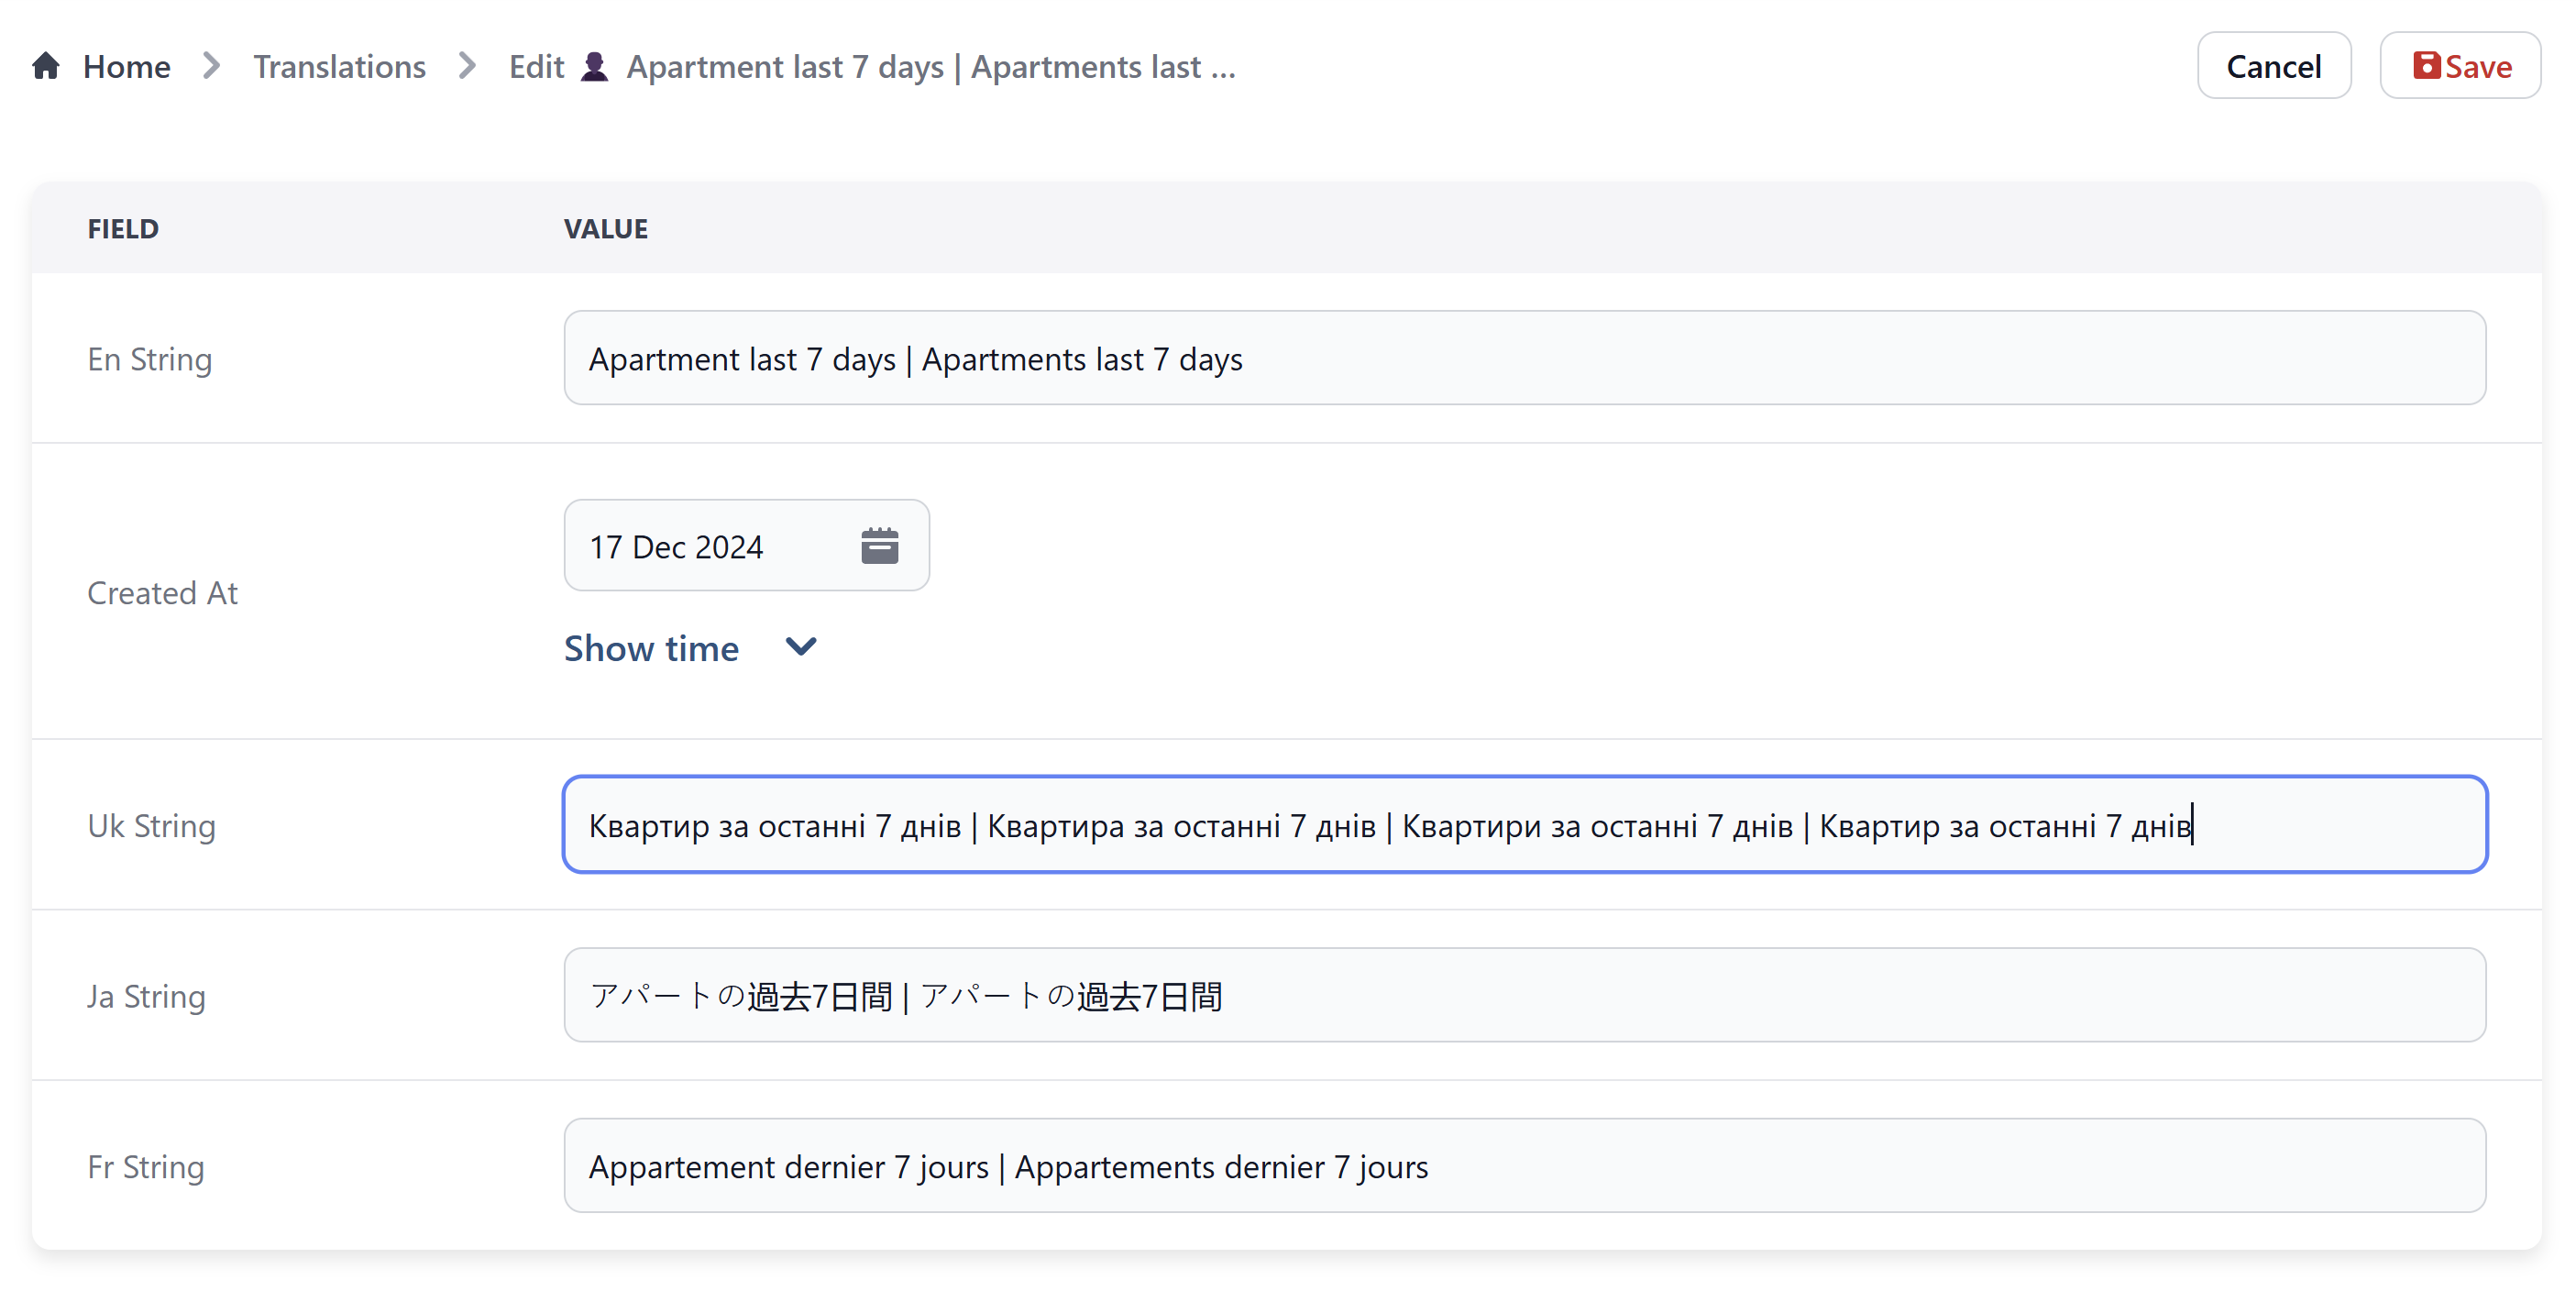 Home Translations Edit Apartment last 7 days | Apartments last ...
Cancel Save
FIELD VALUE
En String Apartment last 7 days | Apartments last 7 days
Created At 17 Dec 2024
Show time
Uk String Квартир за останні 7 днів | Квартира за останні 7 днів | Квартири за останні 7 днів | Квартир за останні 7 днів
Ja String アパートの過去7日間 | アパートの過去7日間
Fr String Appartement dernier 7 jours | Appartements dernier 7 jours